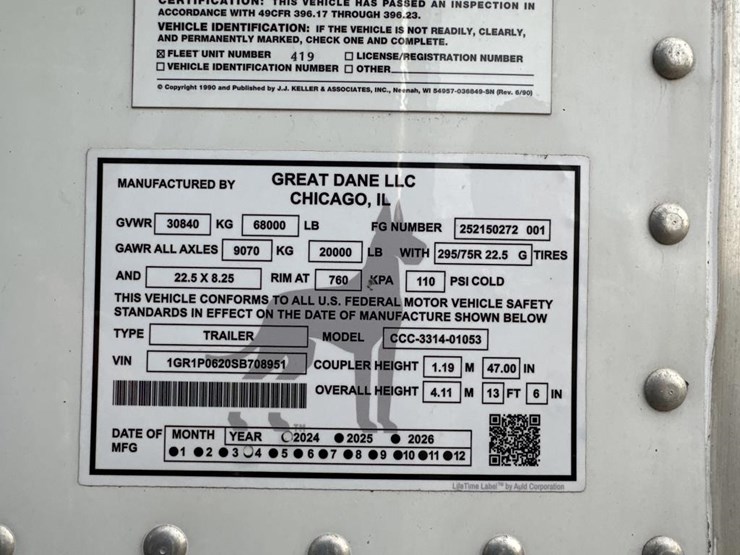 CERTIFICATION: THIS VEHICLE HAS PASSED AN INSPECTION IN
ACCORDANCE WITH 49CFR 396.17 THROUGH 396.23.
VEHICLE IDENTIFICATION: IF THE VEHICLE IS NOT READILY, CLEARLY,
AND PERMANENTLY MARKED, CHECK ONE AND COMPLETE.
☒ FLEET UNIT NUMBER 419 ☐ LICENSE/REGISTRATION NUMBER
☐ VEHICLE IDENTIFICATION NUMBER ☐ OTHER
© Copyright 1990 and Published by J.J. KELLER & ASSOCIATES, INC., Neenah, WI 54957-036849-SN (Rev. 6/90)
MANUFACTURED BY GREAT DANE LLC
CHICAGO, IL
GVWR 30840 KG 68000 LB FG NUMBER 252150272 001
GAWR ALL AXLES 9070 KG 20000 LB WITH 295/75R 22.5 G TIRES
AND 22.5 X 8.25 RIM AT 760 KPA 110 PSI COLD
THIS VEHICLE CONFORMS TO ALL U.S. FEDERAL MOTOR VEHICLE SAFETY
STANDARDS IN EFFECT ON THE DATE OF MANUFACTURE SHOWN BELOW
TYPE TRAILER MODEL CCC-3314-01053
VIN 1GR1P0620SB708951 COUPLER HEIGHT 1.19 M 47.00 IN
OVERALL HEIGHT 4.11 M 13 FT 6 IN
TM
DATE OF MFG MONTH YEAR 2024 ● 2025 ● 2026
●1 ●2 ●3 ○4 ●5 ●6 ●7 ●8 ●9 ●10 ●11 ●12
LifeTime Label™ by Auld Corporation